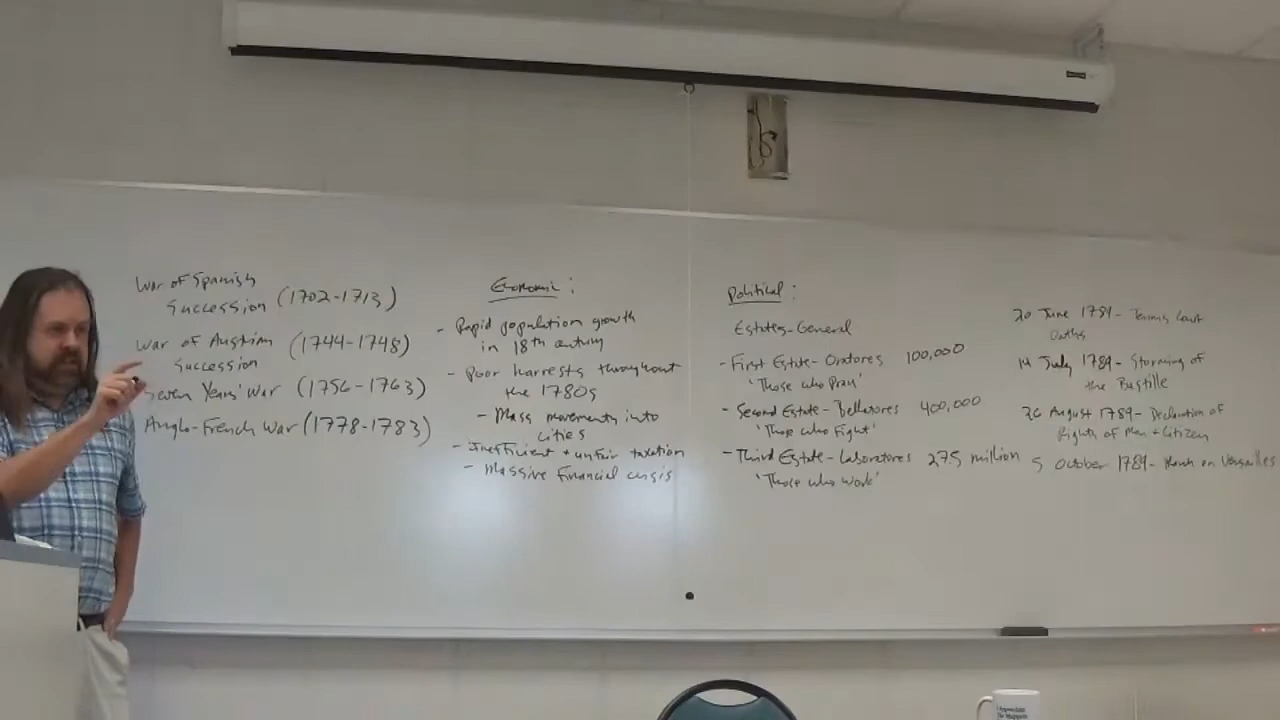 War of Spanish
Succession (1702-1713)
War of Austrian (1744-1748)
Succession
Seven Years' War (1756-1763)
Anglo-French War (1778-1783)
Economic:
- Rapid population growth
in 18th century
- Poor harvests throughout
the 1780s
- Mass movements into
cities
- Inefficient + unfair taxation
- Massive financial crisis
Political:
Estates-General
- First Estate - Oratores 100,000
'Those who Pray'
- Second Estate - Bellatores 400,000
'Those who Fight'
- Third Estate - Laboratores 27.5 million
'Those who Work'
20 June 1789 - Tennis Court
Oaths
14 July 1789 - Storming of
the Bastille
26 August 1789 - Declaration of
Rights of Man + Citizen
5 October 1789 - March on Versailles